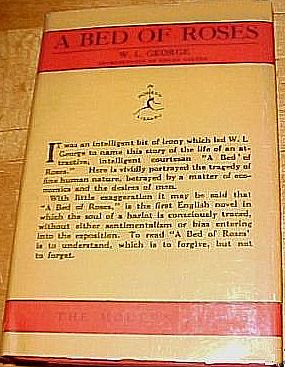 A BED OF ROSES
W. L. GEORGE
INTRODUCTION BY EDGAR SALTUS
A
MODERN
LIBRARY
It was an intelligent bit of irony which led W. L.
George to name this story of the life of an at-
tractive, intelligent courtesan "A Bed of
Roses." Here is vividly portrayed the tragedy of
fine human nature, betrayed by a matter of eco-
nomics and the desires of men.
With little exaggeration it may be said that
"A Bed of Roses," is the first English novel in
which the soul of a harlot is consciously traced,
without either sentimentalism or bias entering
into the exposition. To read "A Bed of Roses'
is to understand, which is to forgive, but not
to forget.
THE MODERN